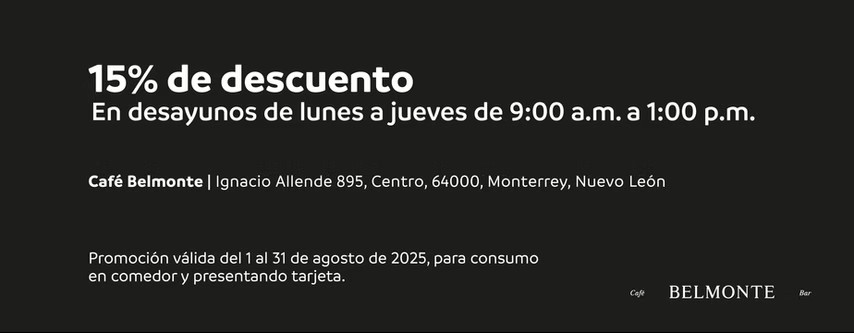 15% de descuento
En desayunos de lunes a jueves de 9:00 a.m. a 1:00 p.m.
Café Belmonte | Ignacio Allende 895, Centro, 64000, Monterrey, Nuevo León
Promoción válida del 1 al 31 de agosto de 2025, para consumo
en comedor y presentando tarjeta.
Café BELMONTE Bar